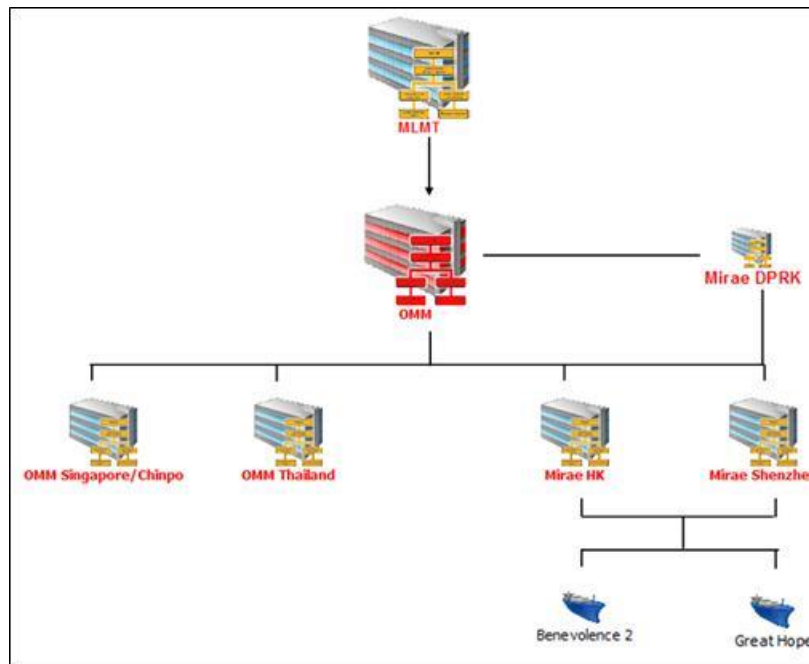 MLMT
OMM
Mirae DPRK
OMM Singapore/Chinpo
OMM Thailand
Mirae HK
Mirae Shenzhe
Benevolence 2
Great Hope